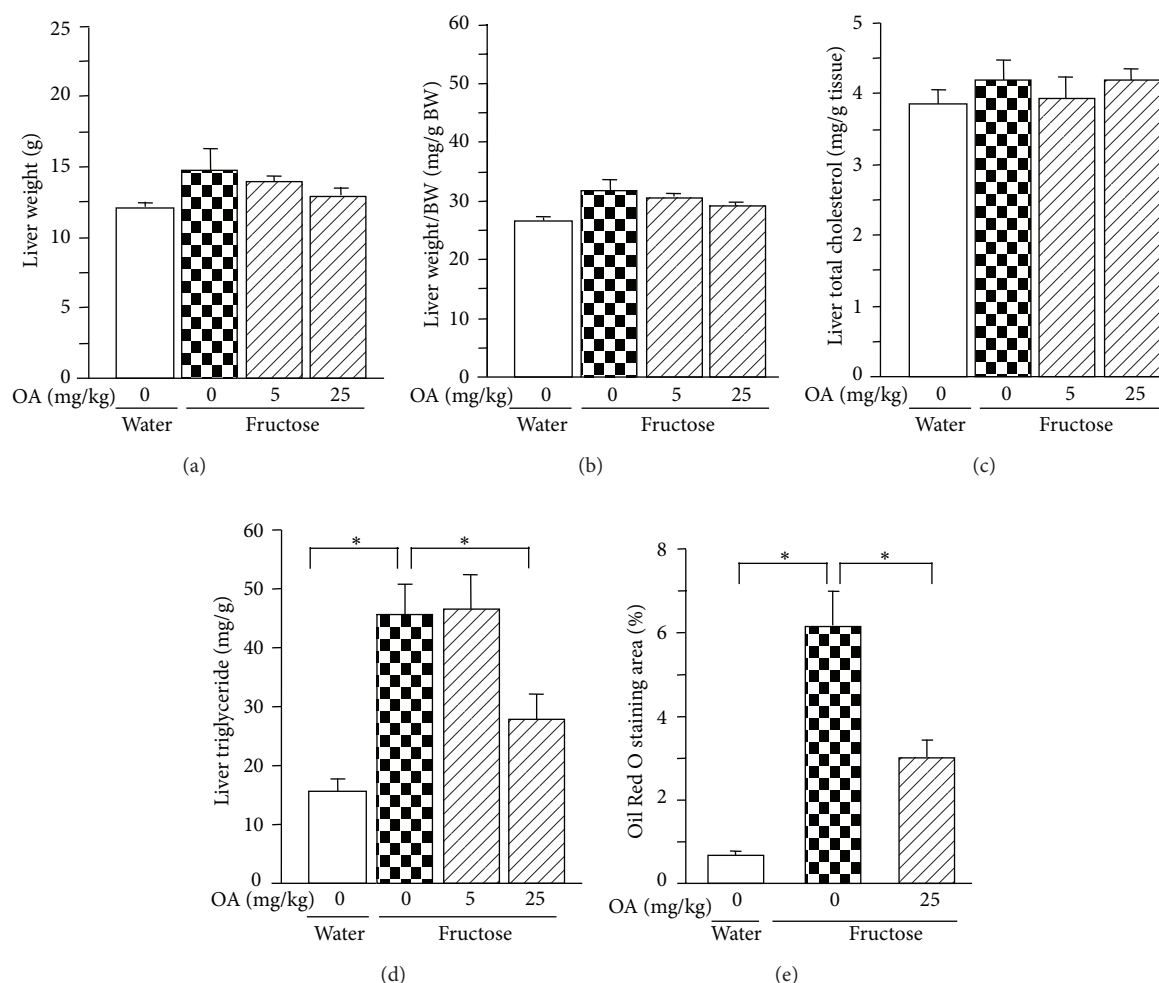 Liver weight (g)
25
20
15
10
5
0
OA (mg/kg) 0 0 5 25
Water Fructose
(a)
Liver weight/BW (mg/g BW)
60
50
40
30
20
10
0
OA (mg/kg) 0 0 5 25
Water Fructose
(b)
Liver total cholesterol (mg/g tissue)
5
4
3
2
1
0
OA (mg/kg) 0 0 5 25
Water Fructose
(c)
Liver triglyceride (mg/g)
60
50
40
30
20
10
0
* *
OA (mg/kg) 0 0 5 25
Water Fructose
(d)
Oil Red O staining area (%)
8
6
4
2
0
* *
OA (mg/kg) 0 0 25
Water Fructose
(e)